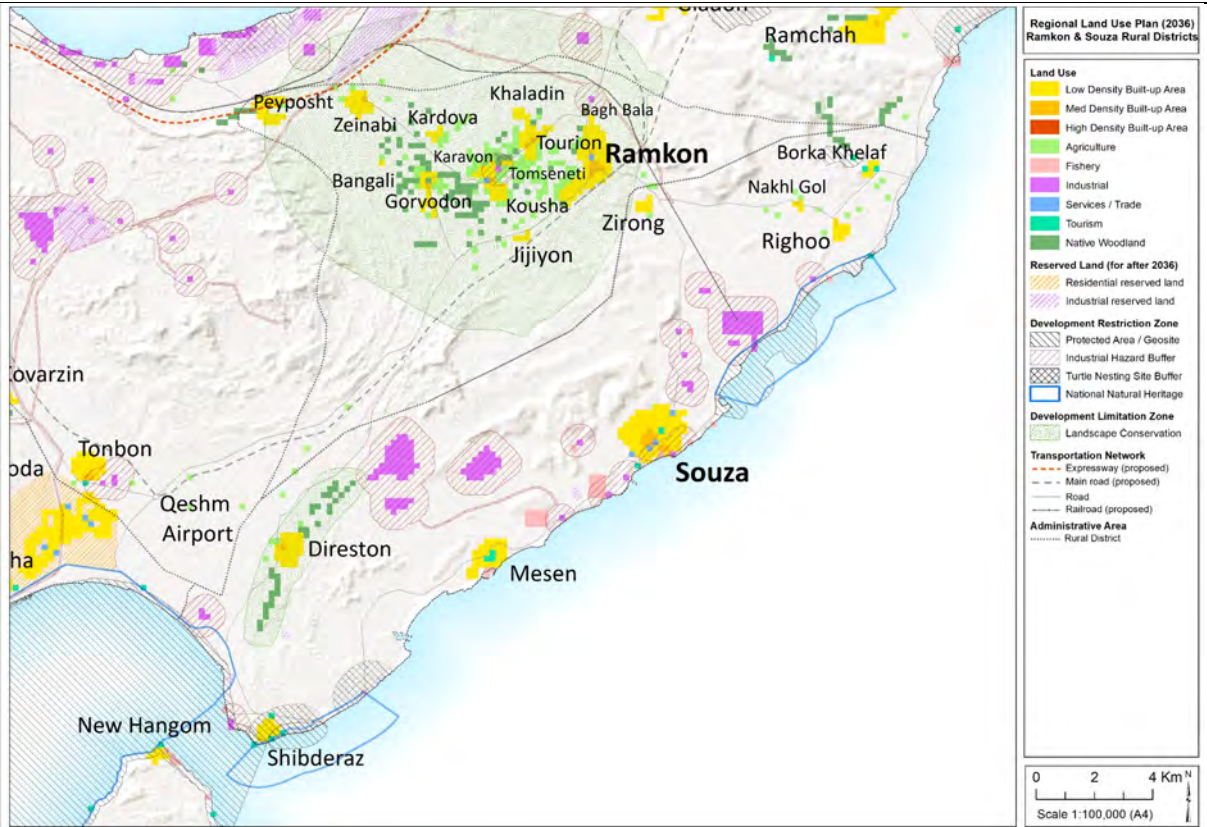 Ramchah
Peyposht
Khaladin
Zeinabi
Kardova
Bagh Bala
Tourion
Ramkon
Karavon
Borka Khelaf
Bangali
Tomseneti
Nakhl Gol
Gorvodon
Kousha
Zirong
Righoo
Jijiyon
Kovarzin
Tonbon
oda
Souza
Qeshm
Airport
Direston
ha
Mesen
New Hangom
Shibderaz
Regional Land Use Plan (2036)
Ramkon & Souza Rural Districts
Land Use
Low Density Built-up Area
Med Density Built-up Area
High Density Built-up Area
Agriculture
Fishery
Industrial
Services / Trade
Tourism
Native Woodland
Reserved Land (for after 2036)
Residential reserved land
Industrial reserved land
Development Restriction Zone
Protected Area / Geosite
Industrial Hazard Buffer
Turtle Nesting Site Buffer
National Natural Heritage
Development Limitation Zone
Landscape Conservation
Transportation Network
Expressway (proposed)
Main road (proposed)
Road
Railroad (proposed)
Administrative Area
Rural District
0 2 4 Km N
Scale 1:100,000 (A4)